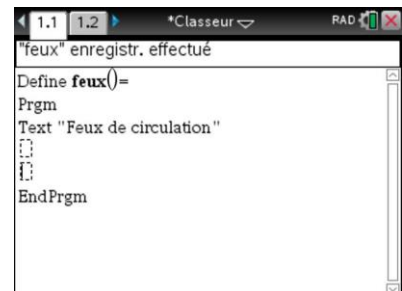 1.1 1.2 *Classeur RAD
"feux" enregistr. effectué
Define feux()=
Prgm
Text "Feux de circulation"
EndPrgm